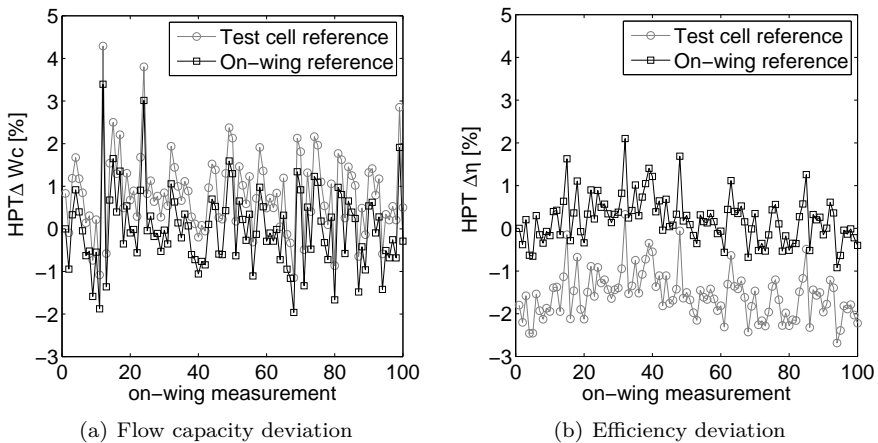 5
4
3
2
1
0
−1
−2
−3
HPTΔ Wc [%]
Test cell reference
On−wing reference
0 20 40 60 80 100
on−wing measurement
(a) Flow capacity deviation
5
4
3
2
1
0
−1
−2
−3
HPT Δη [%]
Test cell reference
On−wing reference
0 20 40 60 80 100
on−wing measurement
(b) Efficiency deviation